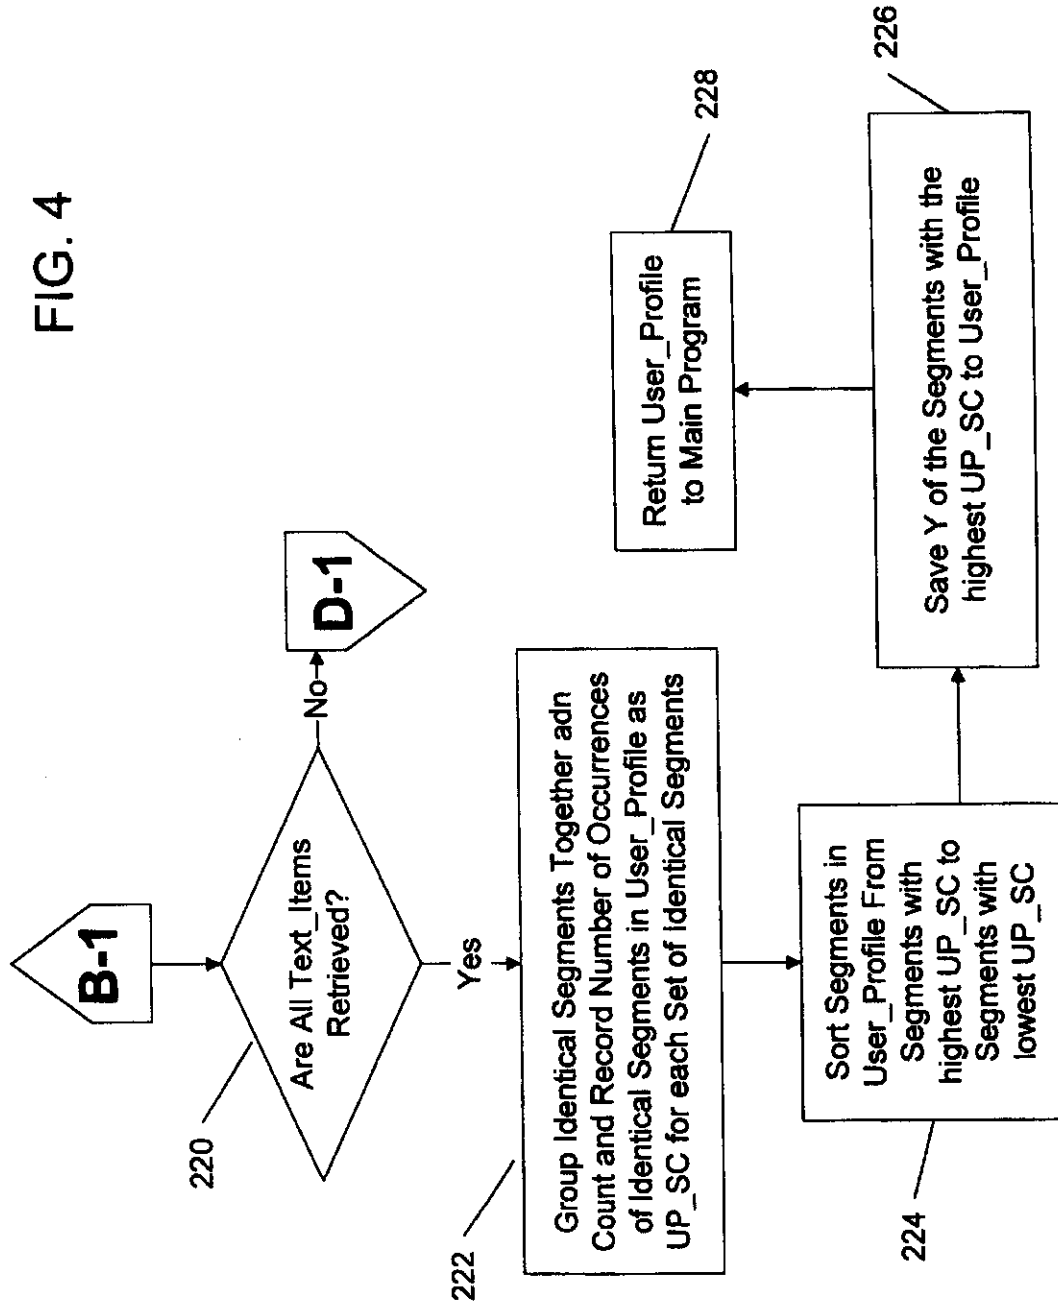 FIG. 4
B-1
220
Are All Text_Items
Retrieved?
No
D-1
Yes
222
Group Identical Segments Together adn
Count and Record Number of Occurrences
of Identical Segments in User_Profile as
UP_SC for each Set of Identical Segments
224
Sort Segments in
User_Profile From
Segments with
highest UP_SC to
Segments with
lowest UP_SC
226
Save Y of the Segments with the
highest UP_SC to User_Profile
228
Return User_Profile
to Main Program